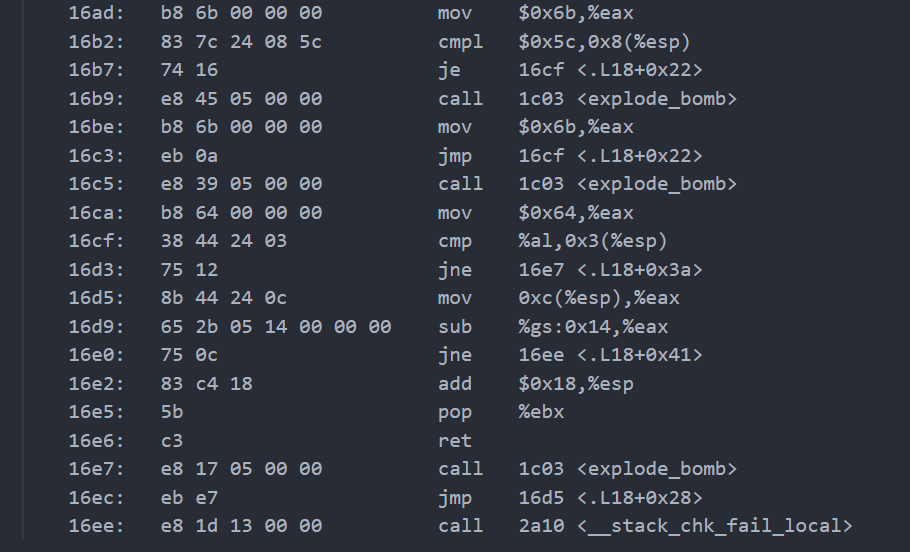 16ad: b8 6b 00 00 00 mov $0x6b,%eax
16b2: 83 7c 24 08 5c cmpl $0x5c,0x8(%esp)
16b7: 74 16 je 16cf <.L18+0x22>
16b9: e8 45 05 00 00 call 1c03 <explode_bomb>
16be: b8 6b 00 00 00 mov $0x6b,%eax
16c3: eb 0a jmp 16cf <.L18+0x22>
16c5: e8 39 05 00 00 call 1c03 <explode_bomb>
16ca: b8 64 00 00 00 mov $0x64,%eax
16cf: 38 44 24 03 cmp %al,0x3(%esp)
16d3: 75 12 jne 16e7 <.L18+0x3a>
16d5: 8b 44 24 0c mov 0xc(%esp),%eax
16d9: 65 2b 05 14 00 00 00 sub %gs:0x14,%eax
16e0: 75 0c jne 16ee <.L18+0x41>
16e2: 83 c4 18 add $0x18,%esp
16e5: 5b pop %ebx
16e6: c3 ret
16e7: e8 17 05 00 00 call 1c03 <explode_bomb>
16ec: eb e7 jmp 16d5 <.L18+0x28>
16ee: e8 1d 13 00 00 call 2a10 <__stack_chk_fail_local>